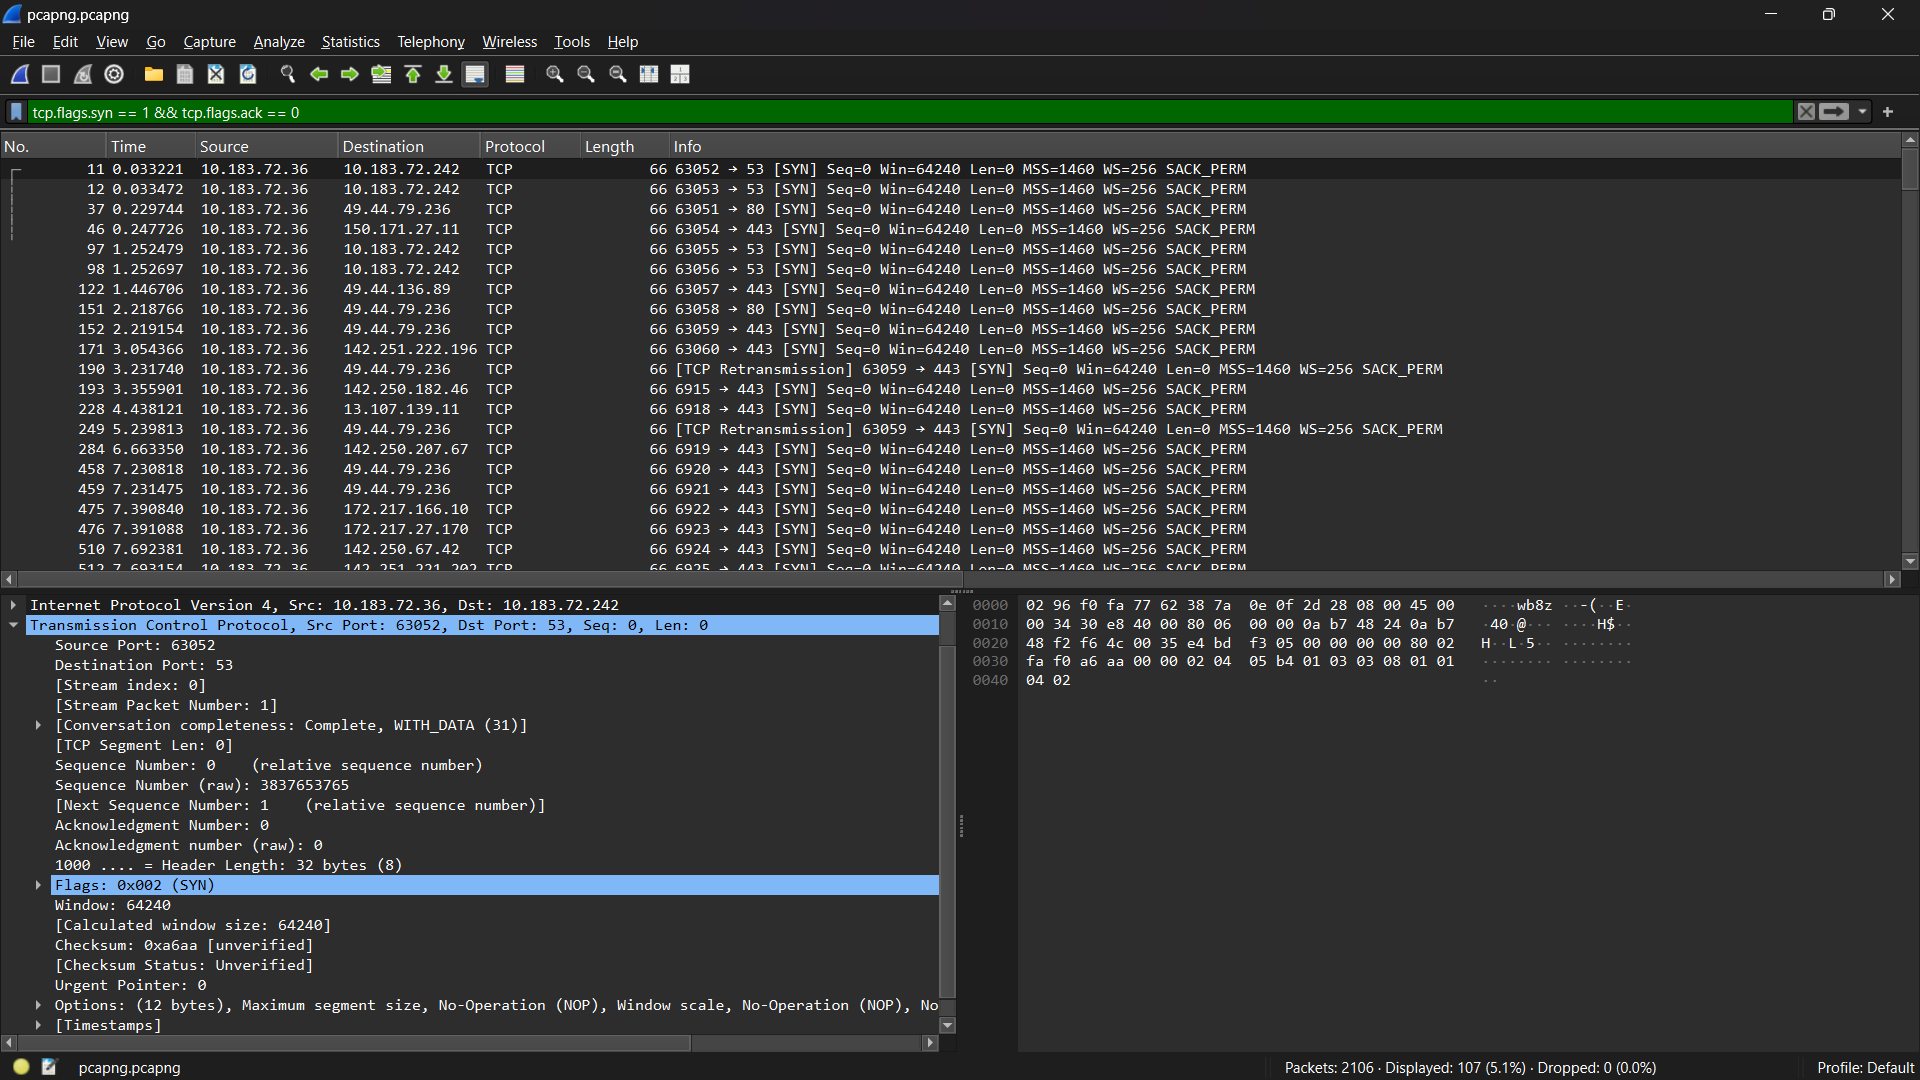 pcapng.pcapng
File Edit View Go Capture Analyze Statistics Telephony Wireless Tools Help
tcp.flags.syn == 1 && tcp.flags.ack == 0
No. Time Source Destination Protocol Length Info
11 0.033221 10.183.72.36 10.183.72.242 TCP 66 63052 → 53 [SYN] Seq=0 Win=64240 Len=0 MSS=1460 WS=256 SACK_PERM
12 0.033472 10.183.72.36 10.183.72.242 TCP 66 63053 → 53 [SYN] Seq=0 Win=64240 Len=0 MSS=1460 WS=256 SACK_PERM
37 0.229744 10.183.72.36 49.44.79.236 TCP 66 63051 → 80 [SYN] Seq=0 Win=64240 Len=0 MSS=1460 WS=256 SACK_PERM
46 0.247726 10.183.72.36 150.171.27.11 TCP 66 63054 → 443 [SYN] Seq=0 Win=64240 Len=0 MSS=1460 WS=256 SACK_PERM
97 1.252479 10.183.72.36 10.183.72.242 TCP 66 63055 → 53 [SYN] Seq=0 Win=64240 Len=0 MSS=1460 WS=256 SACK_PERM
98 1.252697 10.183.72.36 10.183.72.242 TCP 66 63056 → 53 [SYN] Seq=0 Win=64240 Len=0 MSS=1460 WS=256 SACK_PERM
122 1.446706 10.183.72.36 49.44.136.89 TCP 66 63057 → 443 [SYN] Seq=0 Win=64240 Len=0 MSS=1460 WS=256 SACK_PERM
151 2.218766 10.183.72.36 49.44.79.236 TCP 66 63058 → 80 [SYN] Seq=0 Win=64240 Len=0 MSS=1460 WS=256 SACK_PERM
152 2.219154 10.183.72.36 49.44.79.236 TCP 66 63059 → 443 [SYN] Seq=0 Win=64240 Len=0 MSS=1460 WS=256 SACK_PERM
171 3.054366 10.183.72.36 142.251.222.196 TCP 66 63060 → 443 [SYN] Seq=0 Win=64240 Len=0 MSS=1460 WS=256 SACK_PERM
190 3.231740 10.183.72.36 49.44.79.236 TCP 66 [TCP Retransmission] 63059 → 443 [SYN] Seq=0 Win=64240 Len=0 MSS=1460 WS=256 SACK_PERM
193 3.355901 10.183.72.36 142.250.182.46 TCP 66 6915 → 443 [SYN] Seq=0 Win=64240 Len=0 MSS=1460 WS=256 SACK_PERM
228 4.438121 10.183.72.36 13.107.139.11 TCP 66 6918 → 443 [SYN] Seq=0 Win=64240 Len=0 MSS=1460 WS=256 SACK_PERM
249 5.239813 10.183.72.36 49.44.79.236 TCP 66 [TCP Retransmission] 63059 → 443 [SYN] Seq=0 Win=64240 Len=0 MSS=1460 WS=256 SACK_PERM
284 6.663350 10.183.72.36 142.250.207.67 TCP 66 6919 → 443 [SYN] Seq=0 Win=64240 Len=0 MSS=1460 WS=256 SACK_PERM
458 7.230818 10.183.72.36 49.44.79.236 TCP 66 6920 → 443 [SYN] Seq=0 Win=64240 Len=0 MSS=1460 WS=256 SACK_PERM
459 7.231475 10.183.72.36 49.44.79.236 TCP 66 6921 → 443 [SYN] Seq=0 Win=64240 Len=0 MSS=1460 WS=256 SACK_PERM
475 7.390840 10.183.72.36 172.217.166.10 TCP 66 6922 → 443 [SYN] Seq=0 Win=64240 Len=0 MSS=1460 WS=256 SACK_PERM
476 7.391088 10.183.72.36 172.217.27.170 TCP 66 6923 → 443 [SYN] Seq=0 Win=64240 Len=0 MSS=1460 WS=256 SACK_PERM
510 7.692381 10.183.72.36 142.250.67.42 TCP 66 6924 → 443 [SYN] Seq=0 Win=64240 Len=0 MSS=1460 WS=256 SACK_PERM
512 7.693154 10.183.72.36 142.251.221.202 TCP 66 6925 → 443 [SYN] Seq=0 Win=64240 Len=0 MSS=1460 WS=256 SACK_PERM
Internet Protocol Version 4, Src: 10.183.72.36, Dst: 10.183.72.242
Transmission Control Protocol, Src Port: 63052, Dst Port: 53, Seq: 0, Len: 0
Source Port: 63052
Destination Port: 53
[Stream index: 0]
[Stream Packet Number: 1]
[Conversation completeness: Complete, WITH_DATA (31)]
[TCP Segment Len: 0]
Sequence Number: 0 (relative sequence number)
Sequence Number (raw): 3837653765
[Next Sequence Number: 1 (relative sequence number)]
Acknowledgment Number: 0
Acknowledgment number (raw): 0
1000 .... = Header Length: 32 bytes (8)
Flags: 0x002 (SYN)
Window: 64240
[Calculated window size: 64240]
Checksum: 0xa6aa [unverified]
[Checksum Status: Unverified]
Urgent Pointer: 0
Options: (12 bytes), Maximum segment size, No-Operation (NOP), Window scale, No-Operation (NOP), No
[Timestamps]
0000 02 96 f0 fa 77 62 38 7a 0e 0f 2d 28 08 00 45 00 ····wb8z ··-(··E·
0010 00 34 30 e8 40 00 80 06 00 00 0a b7 48 24 0a b7 ·40·@··· ····H$··
0020 48 f2 f6 4c 00 35 e4 bd f3 05 00 00 00 00 80 02 H··L·5·· ········
0030 fa f0 a6 aa 00 00 02 04 05 b4 01 03 03 08 01 01 ········ ········
0040 04 02 ··
pcapng.pcapng
Packets: 2106 · Displayed: 107 (5.1%) · Dropped: 0 (0.0%)
Profile: Default